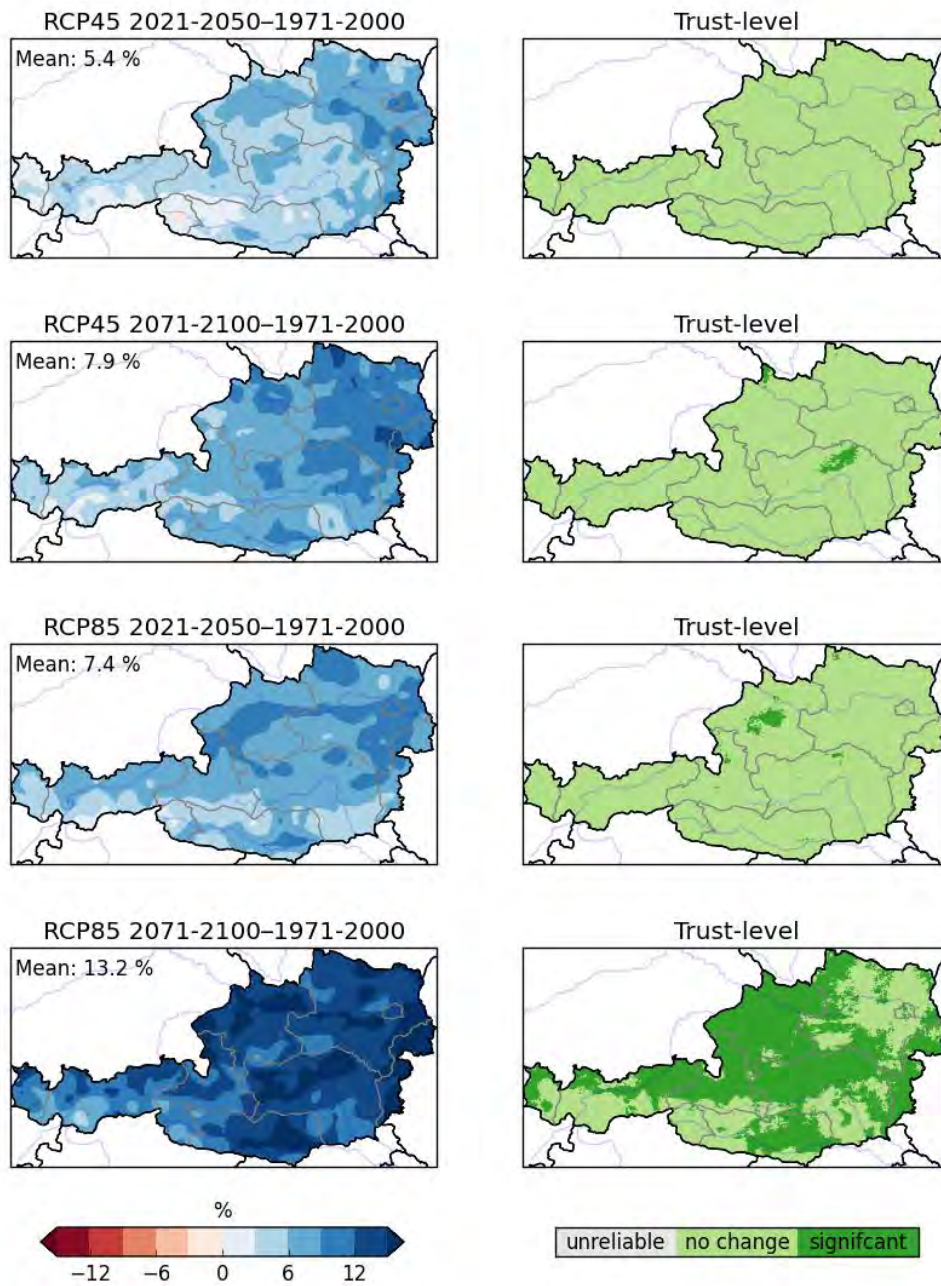 RCP45 2021-2050–1971-2000
Trust-level
Mean: 5.4 %
RCP45 2071-2100–1971-2000
Trust-level
Mean: 7.9 %
RCP85 2021-2050–1971-2000
Trust-level
Mean: 7.4 %
RCP85 2071-2100–1971-2000
Trust-level
Mean: 13.2 %
%
−12 −6 0 6 12
unreliable no change signifcant